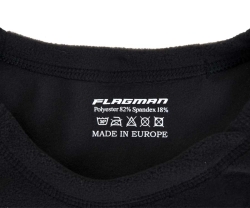 FLAGMAN
Polyester 82% Spandex 18%
MADE IN EUROPE